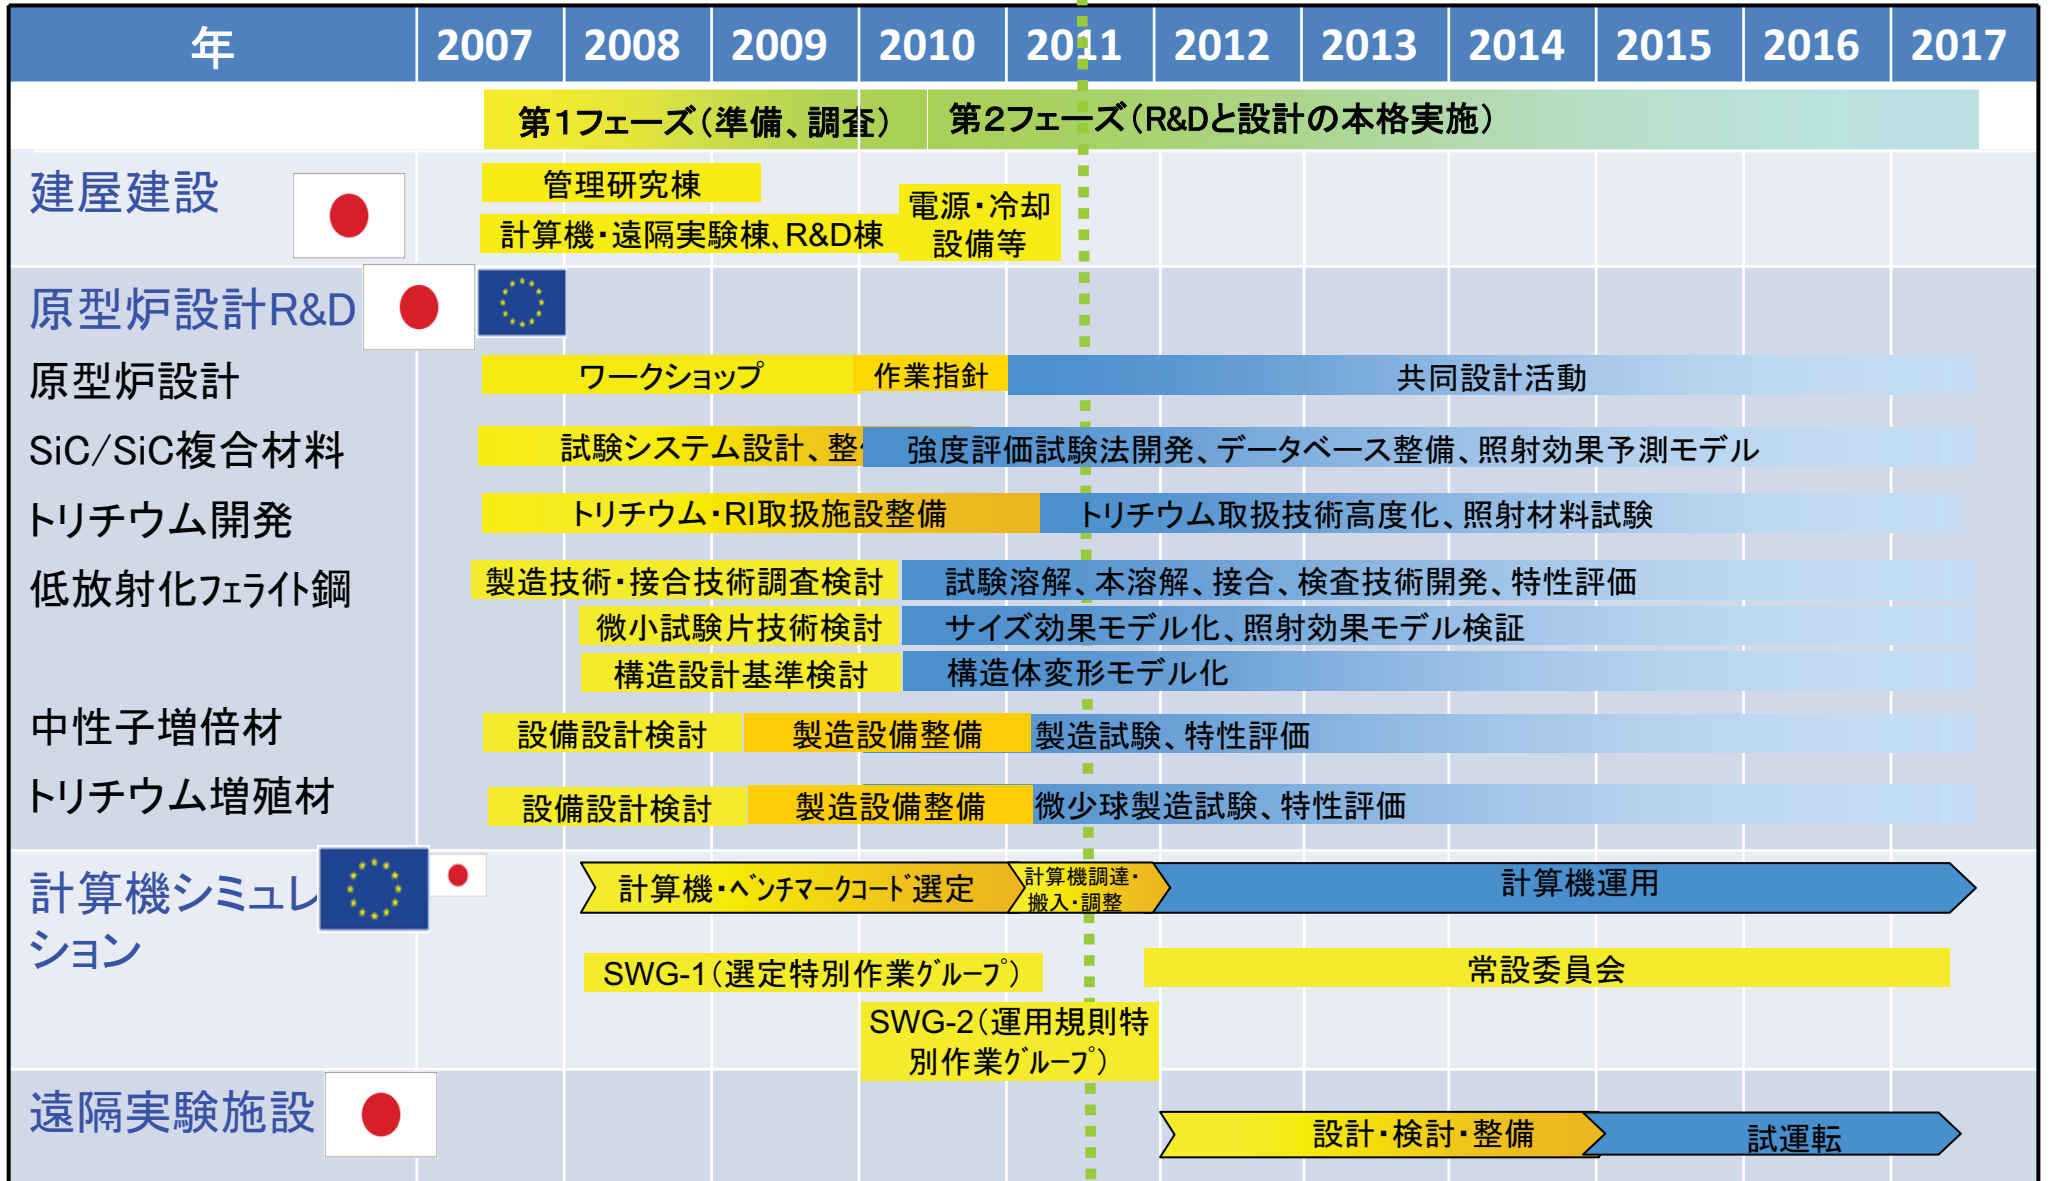 年 2007 2008 2009 2010 2011 2012 2013 2014 2015 2016 2017
第1フェーズ(準備、調査) 第2フェーズ(R&Dと設計の本格実施)
建屋建設
管理研究棟
計算機・遠隔実験棟、R&D棟
電源・冷却
設備等
原型炉設計R&D
原型炉設計 ワークショップ 作業指針 共同設計活動
SiC/SiC複合材料 試験システム設計、整 強度評価試験法開発、データベース整備、照射効果予測モデル
トリチウム開発 トリチウム・RI取扱施設整備 トリチウム取扱技術高度化、照射材料試験
低放射化フェライト鋼 製造技術・接合技術調査検討 試験溶解、本溶解、接合、検査技術開発、特性評価
微小試験片技術検討 サイズ効果モデル化、照射効果モデル検証
構造設計基準検討 構造体変形モデル化
中性子増倍材 設備設計検討 製造設備整備 製造試験、特性評価
トリチウム増殖材 設備設計検討 製造設備整備 微少球製造試験、特性評価
計算機シミュレ
ション
計算機・ベンチマークコード選定
計算機調達・
搬入・調整
計算機運用
SWG-1(選定特別作業グループ) 常設委員会
SWG-2(運用規則特
別作業グループ)
遠隔実験施設 設計・検討・整備 試運転